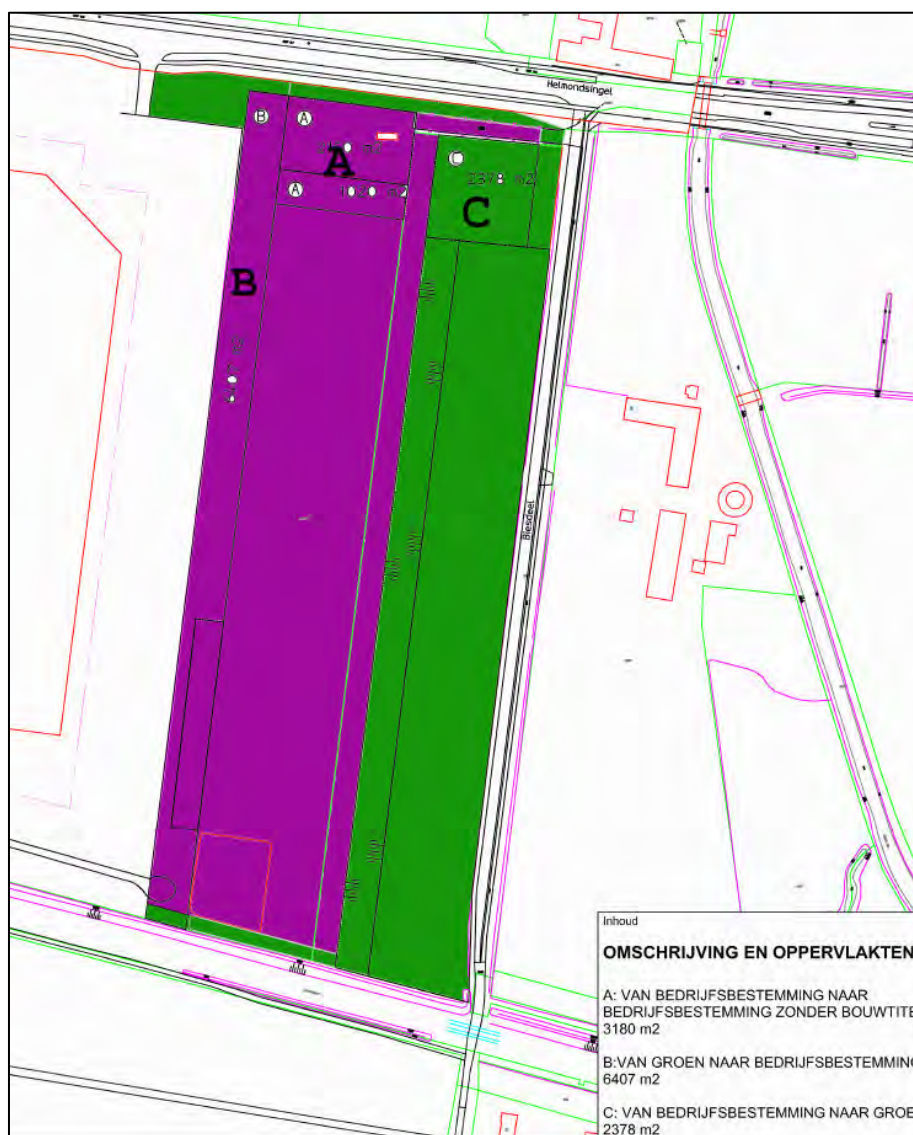 Helmondsingel
B
A
A
C
2378 m2
A
B
C
Biesdeel
Inhoud
OMSCHRIJVING EN OPPERVLAKTEN
A: VAN BEDRIJFSBESTEMMING NAAR
BEDRIJFSBESTEMMING ZONDER BOUWTITE
3180 m2
B:VAN GROEN NAAR BEDRIJFSBESTEMMING
6407 m2
C: VAN BEDRIJFSBESTEMMING NAAR GROE
2378 m2